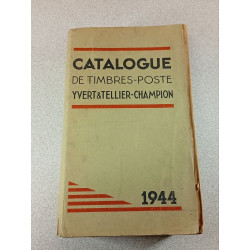 CATALOGUE
DE TIMBRES-POSTE
YVERT&TELLIER-CHAMPION
1944